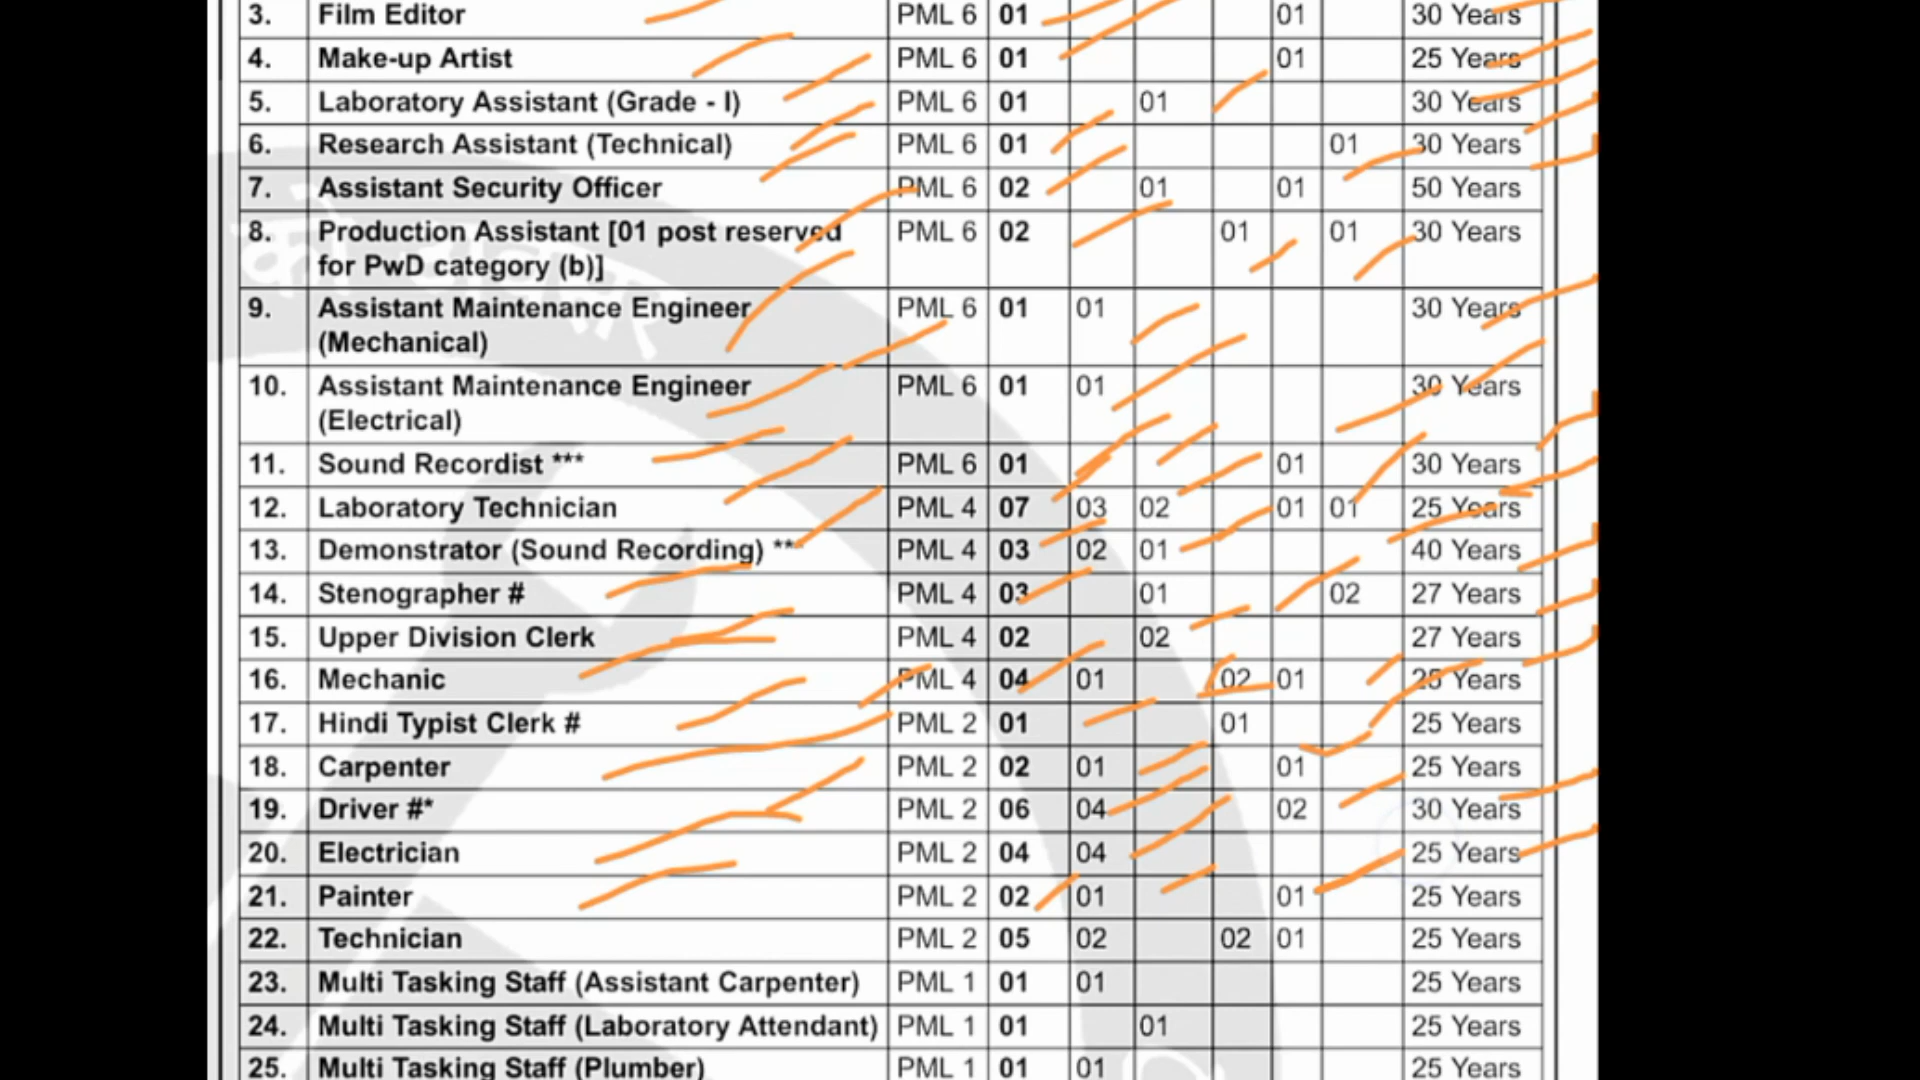 3. Film Editor PML 6 01 01 30 Years
4. Make-up Artist PML 6 01 01 25 Years
5. Laboratory Assistant (Grade - I) PML 6 01 01 30 Years
6. Research Assistant (Technical) PML 6 01 01 30 Years
7. Assistant Security Officer PML 6 02 01 01 50 Years
8. Production Assistant [01 post reserved PML 6 02 01 01 30 Years
for PwD category (b)]
9. Assistant Maintenance Engineer PML 6 01 01 30 Years
(Mechanical)
10. Assistant Maintenance Engineer PML 6 01 01 30 Years
(Electrical)
11. Sound Recordist *** PML 6 01 01 30 Years
12. Laboratory Technician PML 4 07 03 02 01 01 25 Years
13. Demonstrator (Sound Recording) ** PML 4 03 02 01 40 Years
14. Stenographer # PML 4 03 01 02 27 Years
15. Upper Division Clerk PML 4 02 02 27 Years
16. Mechanic PML 4 04 01 02 01 25 Years
17. Hindi Typist Clerk # PML 2 01 01 25 Years
18. Carpenter PML 2 02 01 01 25 Years
19. Driver #* PML 2 06 04 02 30 Years
20. Electrician PML 2 04 04 25 Years
21. Painter PML 2 02 01 01 25 Years
22. Technician PML 2 05 02 02 01 25 Years
23. Multi Tasking Staff (Assistant Carpenter) PML 1 01 01 25 Years
24. Multi Tasking Staff (Laboratory Attendant) PML 1 01 01 25 Years
25. Multi Tasking Staff (Plumber) PML 1 01 01 25 Years